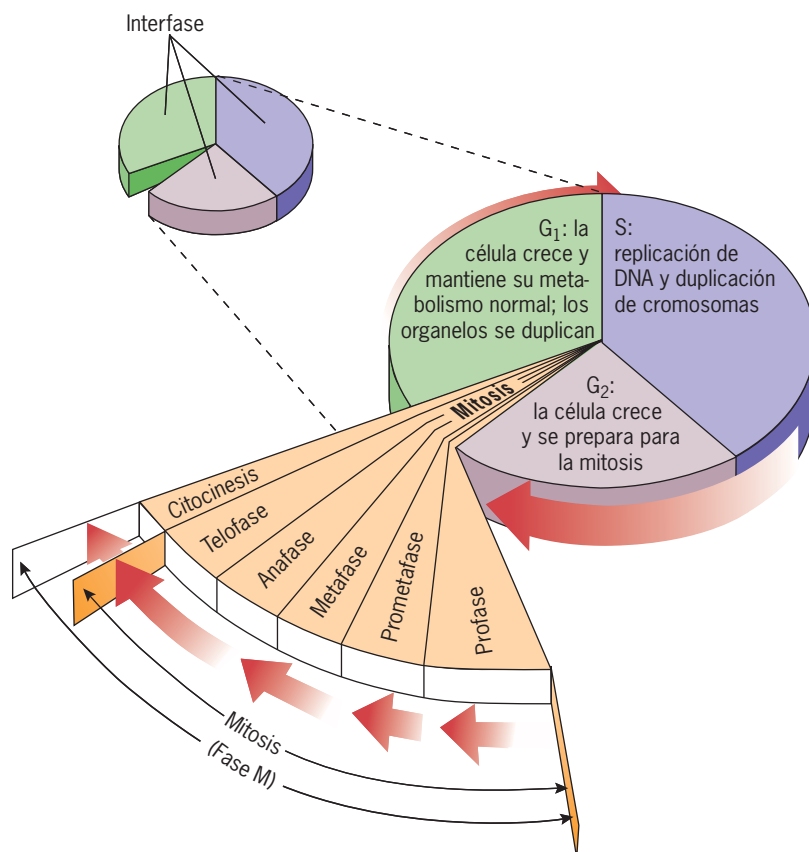 Interfase
G₁: la
célula crece y
mantiene su meta-
bolismo normal; los
organelos se duplican
S:
replicación de
DNA y duplicación
de cromosomas
G₂:
la célula crece
y se prepara para
la mitosis
Mitosis
Citocinesis
Telofase
Anafase
Metafase
Prometafase
Profase
Mitosis
(Fase M)